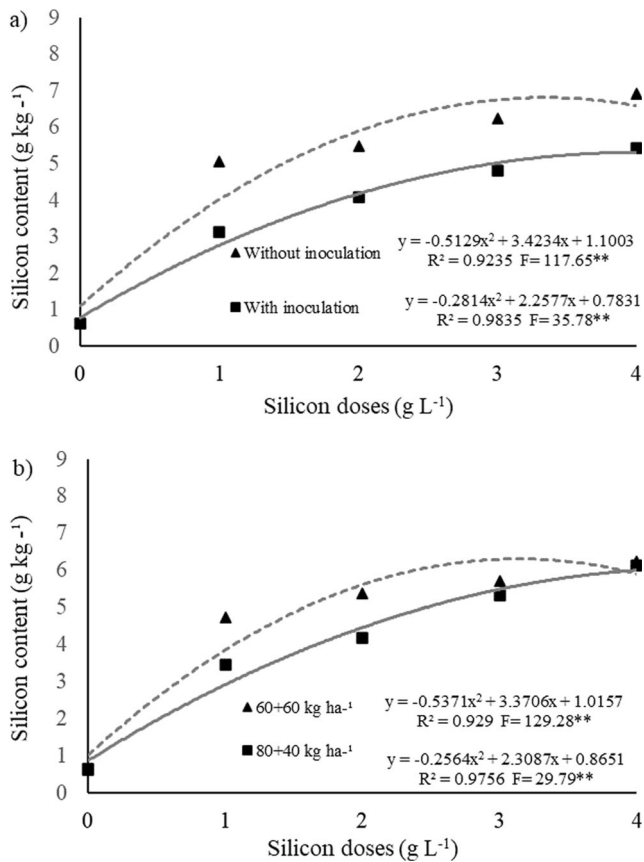 a)
9
8
7
6
5
4
3
2
1
0
Silicon content (g kg -¹)
▲ Without inoculation
y = -0.5129x² + 3.4234x + 1.1003
R² = 0.9235 F= 117.65**
■ With inoculation
y = -0.2814x² + 2.2577x + 0.7831
R² = 0.9835 F= 35.78**
0 1 2 3 4
Silicon doses (g L⁻¹)
b)
9
8
7
6
5
4
3
2
1
0
Silicon content (g kg -¹)
▲ 60+60 kg ha-¹
y = -0.5371x² + 3.3706x + 1.0157
R² = 0.929 F= 129.28**
■ 80+40 kg ha-¹
y = -0.2564x² + 2.3087x + 0.8651
R² = 0.9756 F= 29.79**
0 1 2 3 4
Silicon doses (g L⁻¹)